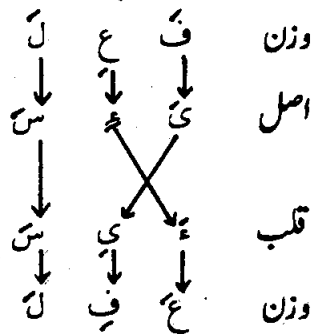 وزن فَ عِ لَ
اصل یَ ءِ سَ
قلب ءَ یِ سَ
وزن عَ فِ لَ